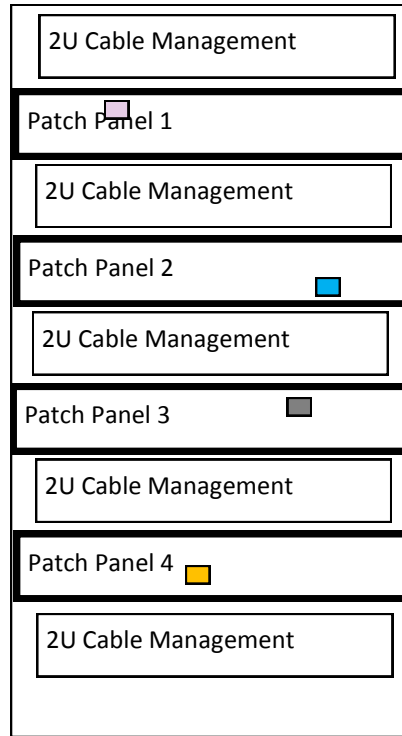 2U Cable Management
Patch Panel 1
2U Cable Management
Patch Panel 2
2U Cable Management
Patch Panel 3
2U Cable Management
Patch Panel 4
2U Cable Management